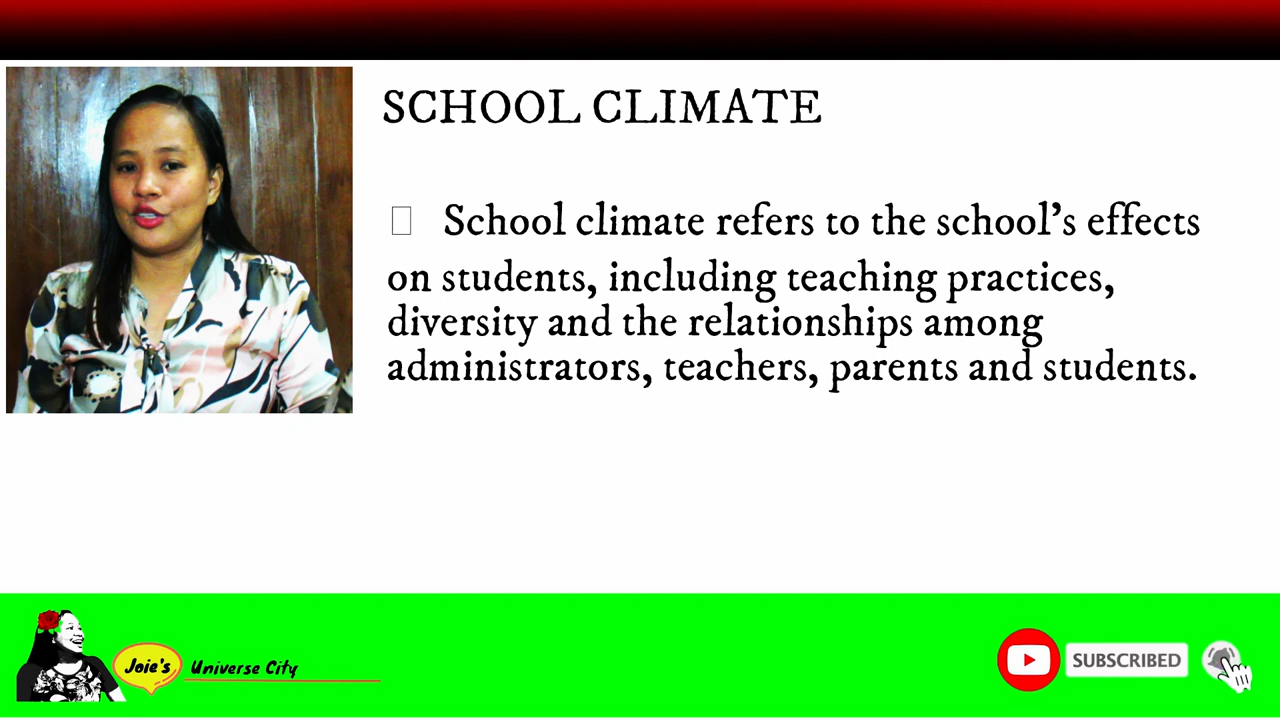 SCHOOL CLIMATE
School climate refers to the school's effects
on students, including teaching practices,
diversity and the relationships among
administrators, teachers, parents and students.
Joie's Universe City
SUBSCRIBED